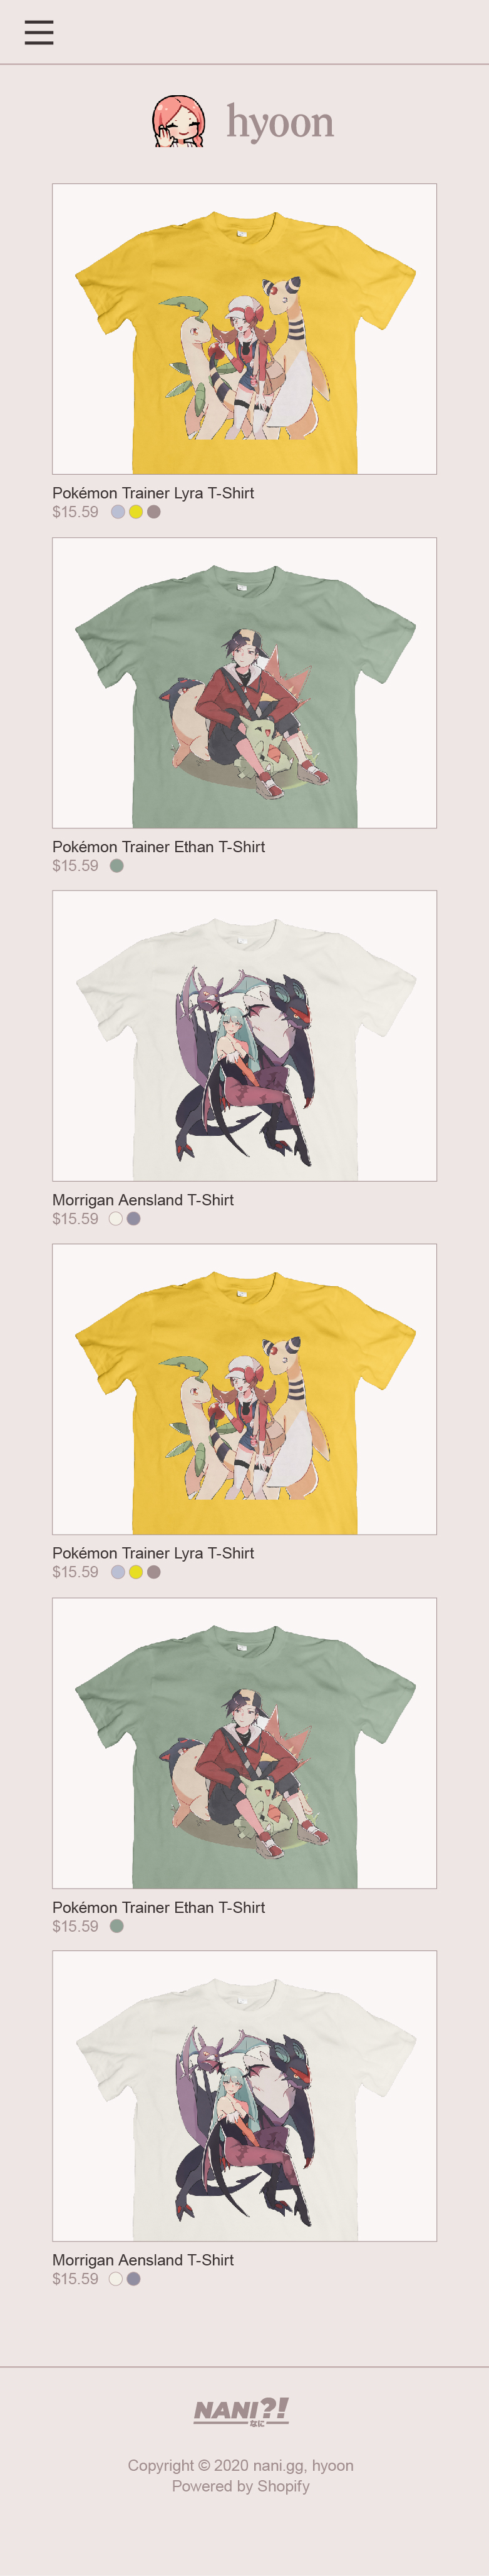 hyoon
Pokémon Trainer Lyra T-Shirt
$15.59
Pokémon Trainer Ethan T-Shirt
$15.59
Morrigan Aensland T-Shirt
$15.59
Pokémon Trainer Lyra T-Shirt
$15.59
Pokémon Trainer Ethan T-Shirt
$15.59
Morrigan Aensland T-Shirt
$15.59
NANI?!
なに
Copyright © 2020 nani.gg, hyoon
Powered by Shopify